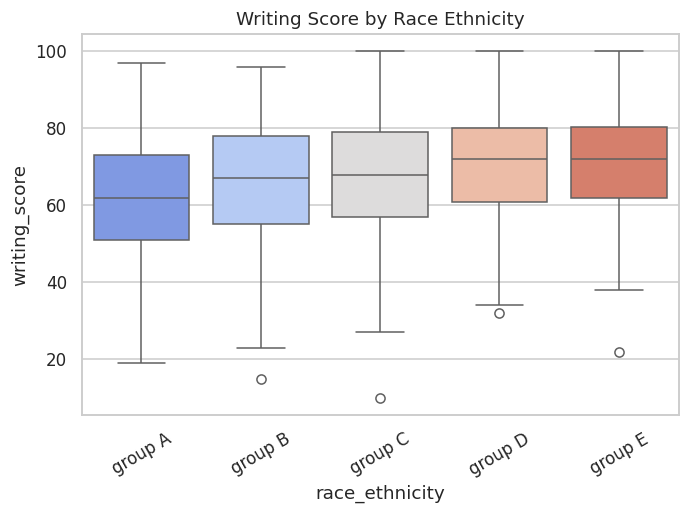 Writing Score by Race Ethnicity
100
80
60
40
20
writing_score
group A
group B
group C
group D
group E
race_ethnicity